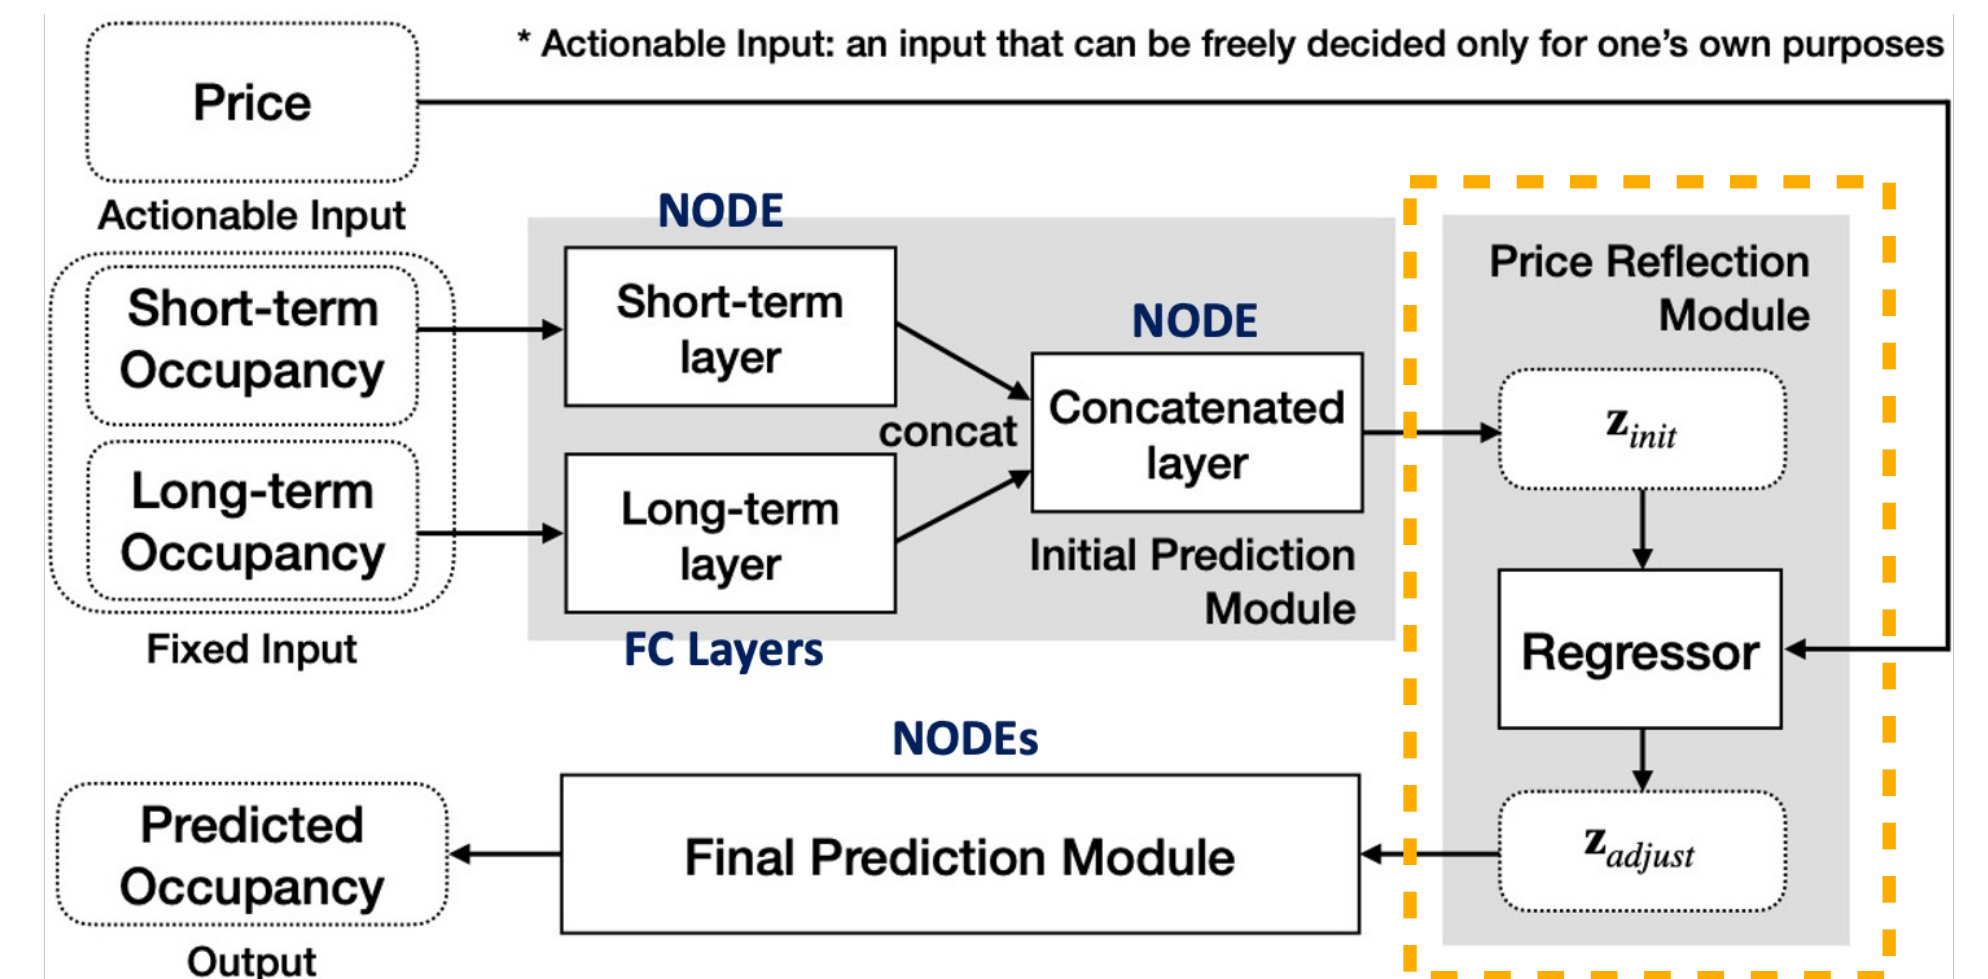 * Actionable Input: an input that can be freely decided only for one's own purposes
Price
Actionable Input
Short-term
Occupancy
Long-term
Occupancy
Fixed Input
NODE
Short-term
layer
Long-term
layer
FC Layers
concat
NODE
Concatenated
layer
Initial Prediction
Module
Price Reflection
Module
z_init
Regressor
z_adjust
NODEs
Final Prediction Module
Predicted
Occupancy
Output